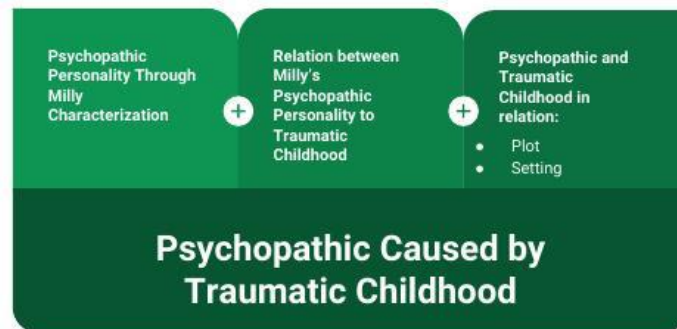 Psychopathic
Personality Through
Milly
Characterization
+
Relation between
Milly's
Psychopathic
Personality to
Traumatic
Childhood
+
Psychopathic and
Traumatic
Childhood in
relation:
● Plot
● Setting
Psychopathic Caused by
Traumatic Childhood